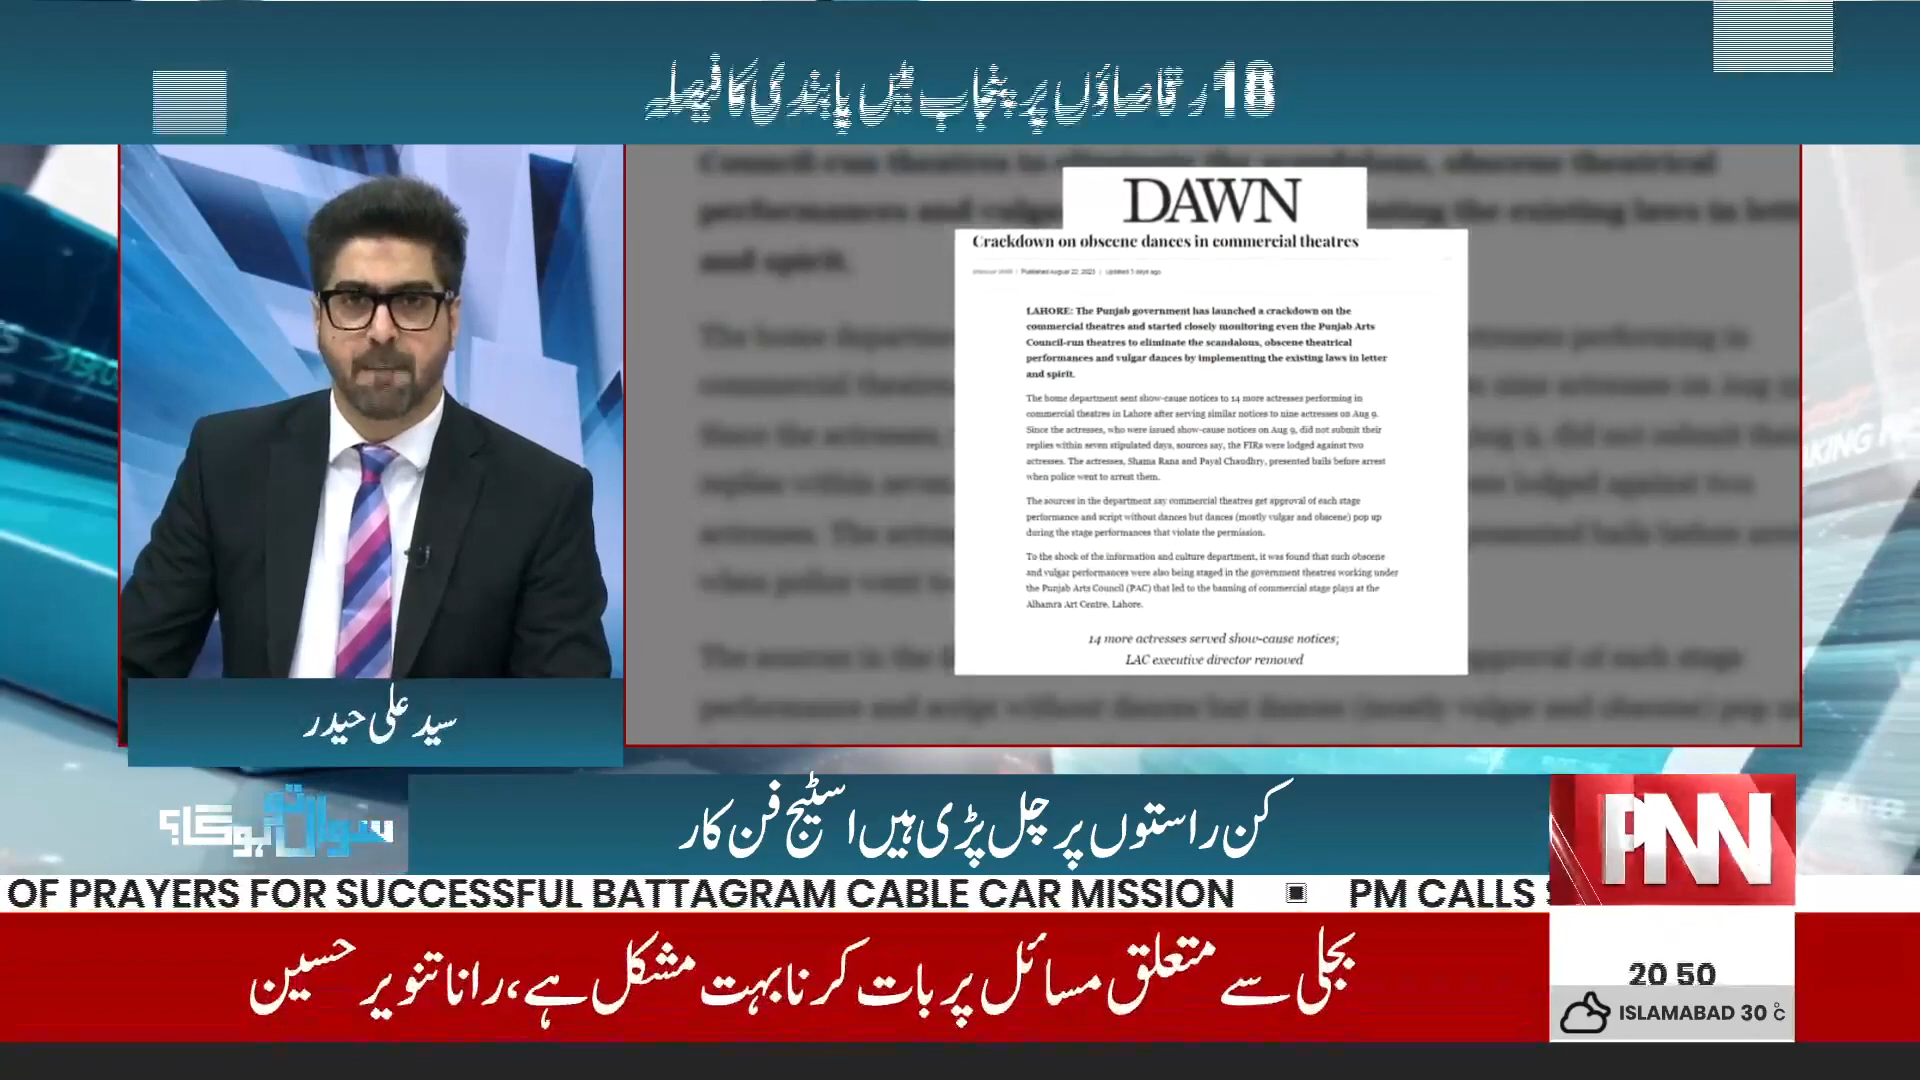 18 رقاصاؤں پر پنجاب میں پابندی کا فیصلہ
DAWN
Crackdown on obscene dances in commercial theatres
Published August 22, 2023 | Updated 3 days ago
LAHORE: The Punjab government has launched a crackdown on the
commercial theatres and started closely monitoring even the Punjab Arts
Council-run theatres to eliminate the scandalous, obscene theatrical
performances and vulgar dances by implementing the existing laws in letter
and spirit.
The home department sent show-cause notices to 14 more actresses performing in
commercial theatres in Lahore after serving similar notices to nine actresses on Aug 9.
Since the actresses, who were issued show-cause notices on Aug 9, did not submit their
replies within seven stipulated days, sources say, the FIRs were lodged against two
actresses. The actresses, Shama Rana and Payal Chaudhry, presented bails before arrest
when police went to arrest them.
The sources in the department say commercial theatres get approval of each stage
performance and script without dances but dances (mostly vulgar and obscene) pop up
during the stage performances that violate the permission.
To the shock of the information and culture department, it was found that such obscene
and vulgar performances were also being staged in the government theatres working under
the Punjab Arts Council (PAC) that led to the banning of commercial stage plays at the
Alhamra Art Centre, Lahore.
14 more actresses served show-cause notices;
LAC executive director removed
سید علی حیدر
سوال تو ہوگا؟
کن راستوں پر چل پڑی ہیں اسٹیج فن کار
PNN
OF PRAYERS FOR SUCCESSFUL BATTAGRAM CABLE CAR MISSION PM CALLS
بجلی سے متعلق مسائل پر بات کرنا بہت مشکل ہے، رانا تنویر حسین
20 50
ISLAMABAD 30 °C